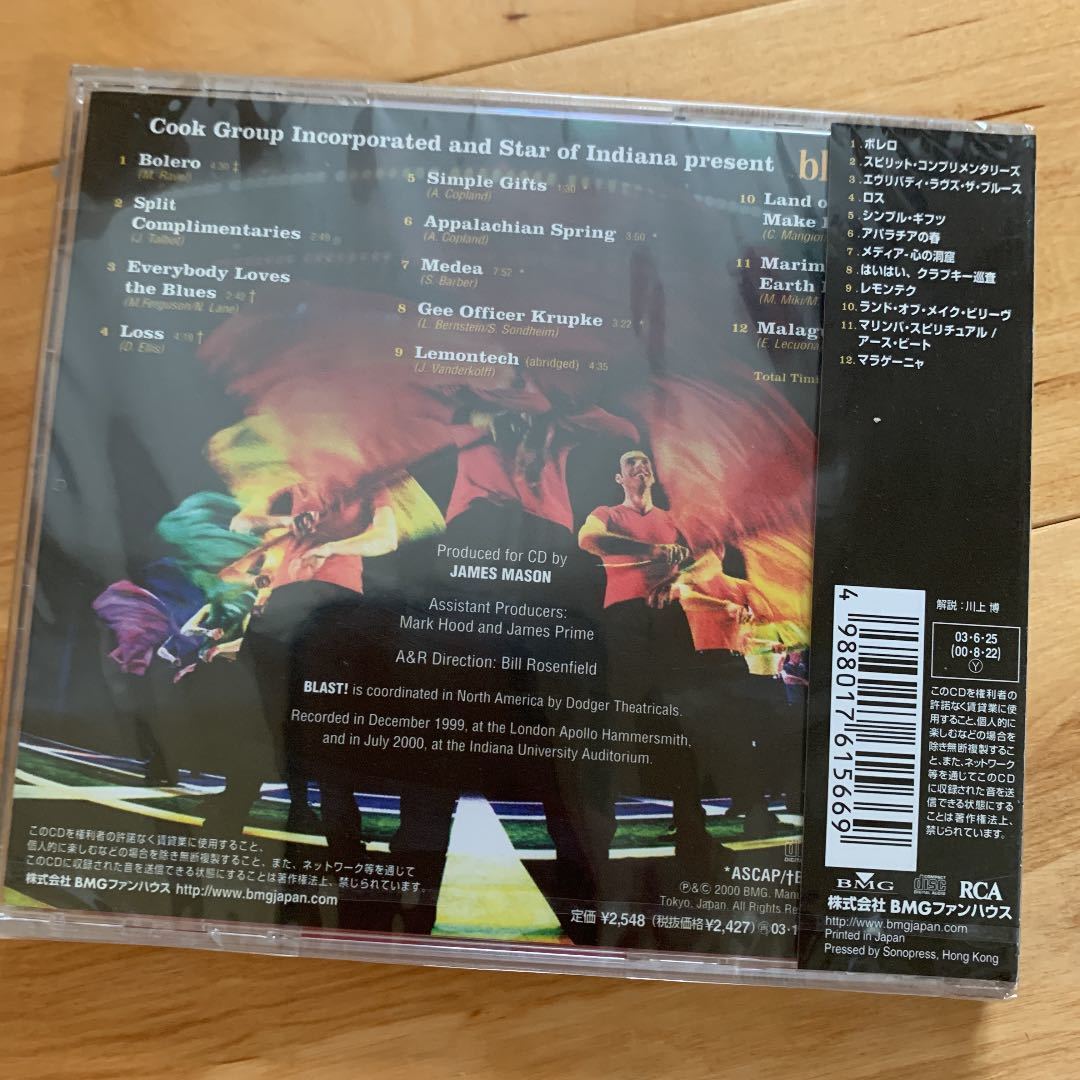 Cook Group Incorporated and Star of Indiana present bl
1 Bolero 4:30 ‡
(M. Ravel)
2 Split
Complimentaries 2:49
(J. Talbot)
3 Everybody Loves
the Blues 2:42 †
(M.Ferguson/N. Lane)
4 Loss 4:19 †
(D. Ellis)
5 Simple Gifts 1:30 *
(A. Copland)
6 Appalachian Spring 3:50 *
(A. Copland)
7 Medea 7:52 *
(S. Barber)
8 Gee Officer Krupke 3:22 *
(L. Bernstein/S. Sondheim)
9 Lemontech (abridged) 4:35
(J. Vanderkolff)
10 Land o
Make
(C. Mangion
11 Marim
Earth
(M. Miki/M.
12 Malagu
(E. Lecuona
Total Timi
Produced for CD by
JAMES MASON
Assistant Producers:
Mark Hood and James Prime
A&R Direction: Bill Rosenfield
BLAST! is coordinated in North America by Dodger Theatricals.
Recorded in December 1999, at the London Apollo Hammersmith,
and in July 2000, at the Indiana University Auditorium.
このCDを権利者の許諾なく賃貸業に使用すること、
個人的に楽しむなどの場合を除き無断複製すること、また、ネットワーク等を通じて
このCDに収録された音を送信できる状態にすることは著作権法上、禁じられています。
株式会社 BMGファンハウス http://www.bmgjapan.com
*ASCAP/†B
℗&© 2000 BMG. Manu
Tokyo, Japan. All Rights Re
定価 ¥2,548 (税抜価格¥2,427) 再03·1
1. ボレロ
2. スピリット・コンプリメンタリーズ
3. エヴリバディ・ラヴズ・ザ・ブルース
4. ロス
5. シンプル・ギフツ
6. アパラチアの春
7. メディア-心の洞窟
8. はいはい、クラプキー巡査
9. レモンテク
10. ランド・オブ・メイク・ビリーヴ
11. マリンバ・スピリチュアル/
アース・ビート
12. マラゲーニャ
4 988017 615669
解説:川上 博
03・6・25
(00・8・22)
Ⓨ
このCDを権利者の
許諾なく賃貸業に使
用すること、個人的に
楽しむなどの場合を
除き無断複製するこ
と、また、ネットワーク
等を通じてこのCD
に収録された音を送
信できる状態にする
ことは著作権法上、
禁じられています。
BMG COMPACT disc DIGITAL AUDIO RCA
株式会社 BMGファンハウス
http://www.bmgjapan.com
Printed in Japan
Pressed by Sonopress, Hong Kong